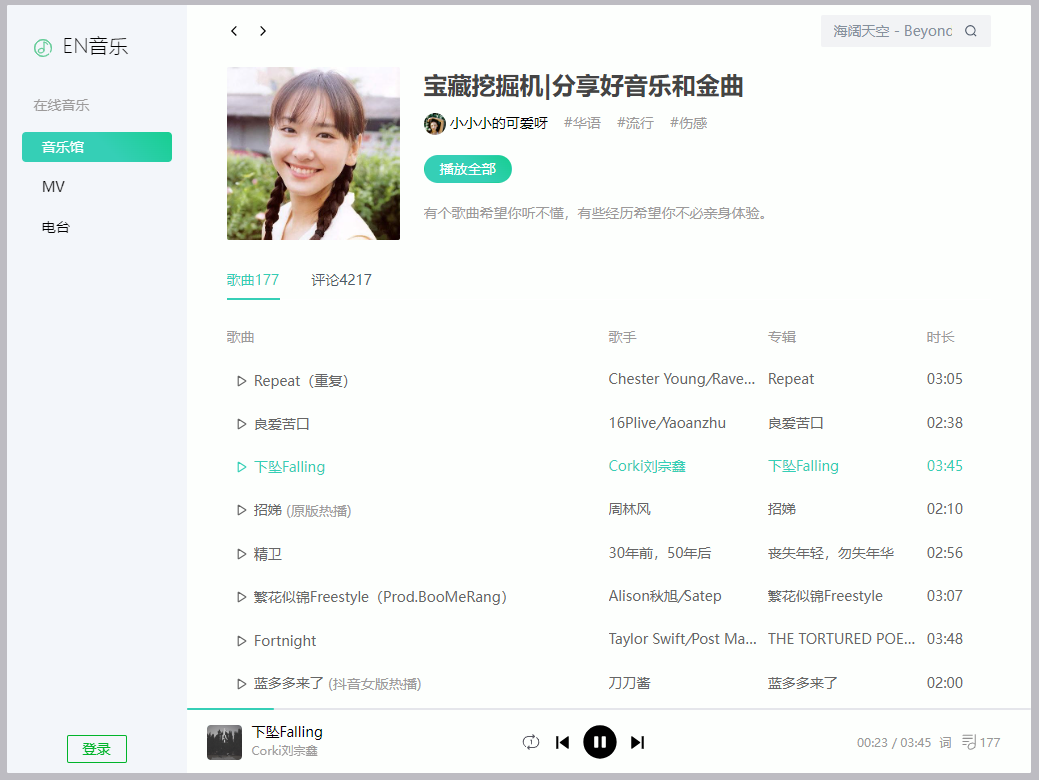 EN音乐
在线音乐
音乐馆
MV
电台
登录
海阔天空 - Beyonc
宝藏挖掘机|分享好音乐和金曲
小小小的可爱呀 #华语 #流行 #伤感
播放全部
有个歌曲希望你听不懂，有些经历希望你不必亲身体验。
歌曲177 评论4217
歌曲 歌手 专辑 时长
Repeat（重复） Chester Young/Rave... Repeat 03:05
良爱苦口 16Plive/Yaoanzhu 良爱苦口 02:38
下坠Falling Corki刘宗鑫 下坠Falling 03:45
招娣 (原版热播) 周林风 招娣 02:10
精卫 30年前，50年后 丧失年轻，勿失年华 02:56
繁花似锦Freestyle（Prod.BooMeRang） Alison秋旭/Satep 繁花似锦Freestyle 03:07
Fortnight Taylor Swift/Post Ma... THE TORTURED POE... 03:48
蓝多多来了 (抖音女版热播) 刀刀酱 蓝多多来了 02:00
下坠Falling
Corki刘宗鑫
00:23 / 03:45 词 177